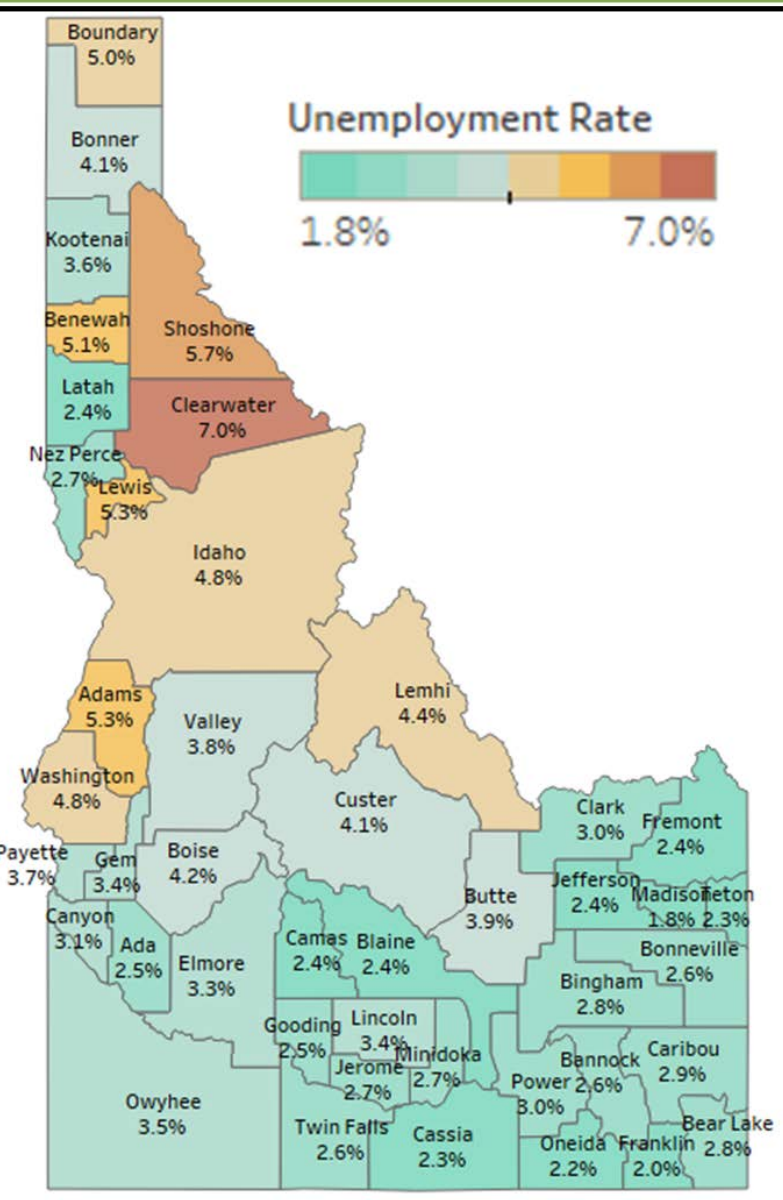 Boundary
5.0%
Unemployment Rate
1.8%
7.0%
Bonner
4.1%
Kootenai
3.6%
Benewah
5.1%
Shoshone
5.7%
Latah
2.4%
Clearwater
7.0%
Nez Perce
2.7%
Lewis
5.3%
Idaho
4.8%
Adams
5.3%
Valley
3.8%
Lemhi
4.4%
Washington
4.8%
Custer
4.1%
Clark
3.0%
Fremont
2.4%
Payette
3.7%
Gem
3.4%
Boise
4.2%
Butte
3.9%
Jefferson
2.4%
Madison
1.8%
Teton
2.3%
Canyon
3.1%
Ada
2.5%
Elmore
3.3%
Camas
2.4%
Blaine
2.4%
Bonneville
2.6%
Bingham
2.8%
Gooding
2.5%
Lincoln
3.4%
Jerome
2.7%
Minidoka
2.7%
Power
3.0%
Bannock
2.6%
Caribou
2.9%
Owyhee
3.5%
Twin Falls
2.6%
Cassia
2.3%
Oneida
2.2%
Franklin
2.0%
Bear Lake
2.8%